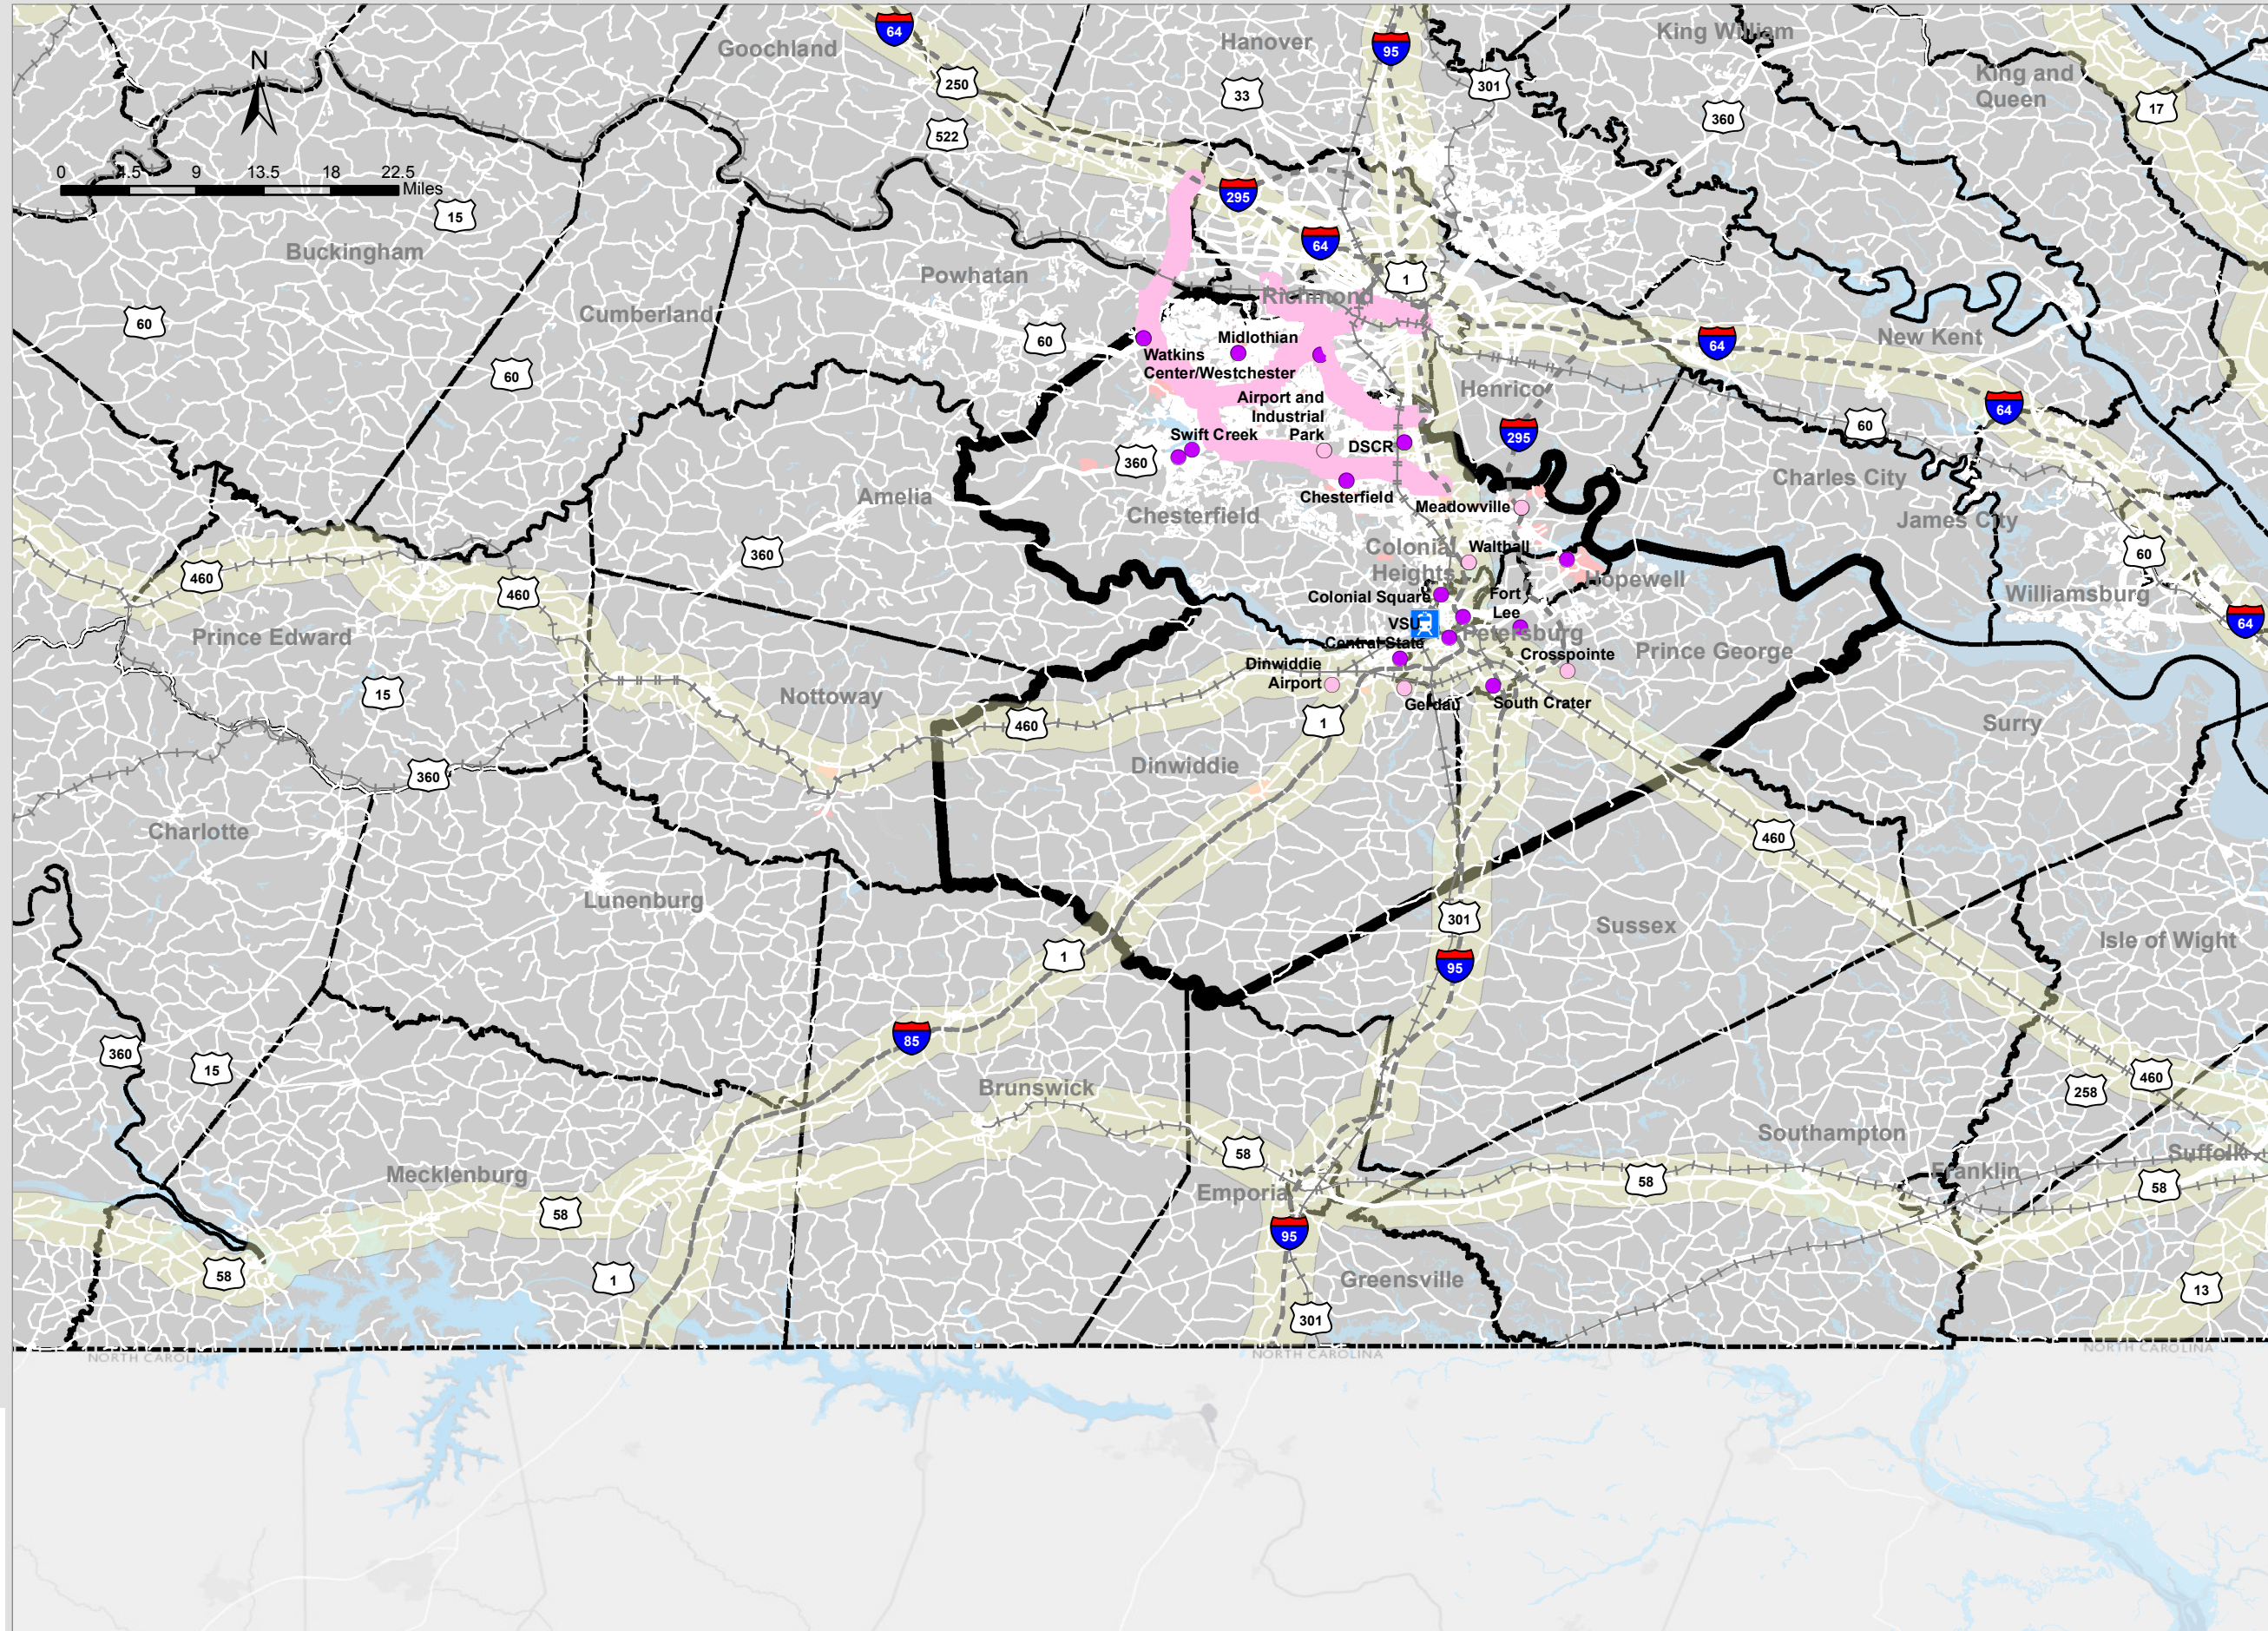 64
Goochland
Hanover
95
King William
King and
Queen
250
33
301
360
17
N
522
0
4.5
9
13.5
18
22.5
Miles
15
295
64
Buckingham
Powhatan
1
Richmond
Cumberland
60
60
Midlothian
64
New Kent
Watkins
Center/Westchester
60
Henrico
Airport and
Industrial
Park
64
60
Swift Creek
DSCR
295
360
Charles City
Amelia
Chesterfield
Chesterfield
Meadowville
James City
360
Colonial
Heights
Walthall
60
460
460
Hopewell
Colonial Square
Fort
Lee
Williamsburg
64
VSU
Petersburg
Prince Edward
Central State
Crosspointe
Prince George
Dinwiddie
Airport
15
Nottoway
Gerdau
South Crater
460
1
Surry
360
Dinwiddie
Charlotte
460
Lunenburg
301
Sussex
Isle of Wight
1
95
85
360
15
Brunswick
460
258
Southampton
58
Suffolk
Mecklenburg
Franklin
58
58
Emporia
58
95
58
1
Greensville
13
301
NORTH CAROLINA
NORTH CAROLINA
NORTH CAROLINA